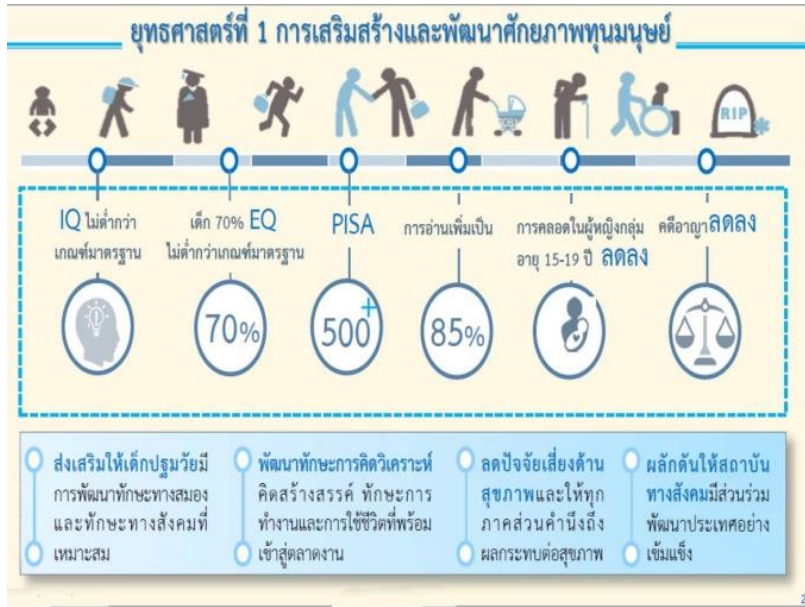 ยุทธศาสตร์ที่ 1 การเสริมสร้างและพัฒนาศักยภาพทุนมนุษย์
RIP
IQ ไม่ต่ำกว่า
เกณฑ์มาตรฐาน
เด็ก 70% EQ
ไม่ต่ำกว่าเกณฑ์มาตรฐาน
70%
PISA
500+
การอ่านเพิ่มเป็น
85%
การคลอดในผู้หญิงกลุ่ม
อายุ 15-19 ปี ลดลง
คดีอาญาลดลง
ส่งเสริมให้เด็กปฐมวัยมี
การพัฒนาทักษะทางสมอง
และทักษะทางสังคมที่
เหมาะสม
พัฒนาทักษะการคิดวิเคราะห์
คิดสร้างสรรค์ ทักษะการ
ทำงานและการใช้ชีวิตที่พร้อม
เข้าสู่ตลาดงาน
ลดปัจจัยเสี่ยงด้าน
สุขภาพและให้ทุก
ภาคส่วนคำนึงถึง
ผลกระทบต่อสุขภาพ
ผลักดันให้สถาบัน
ทางสังคมมีส่วนร่วม
พัฒนาประเทศอย่าง
เข้มแข็ง